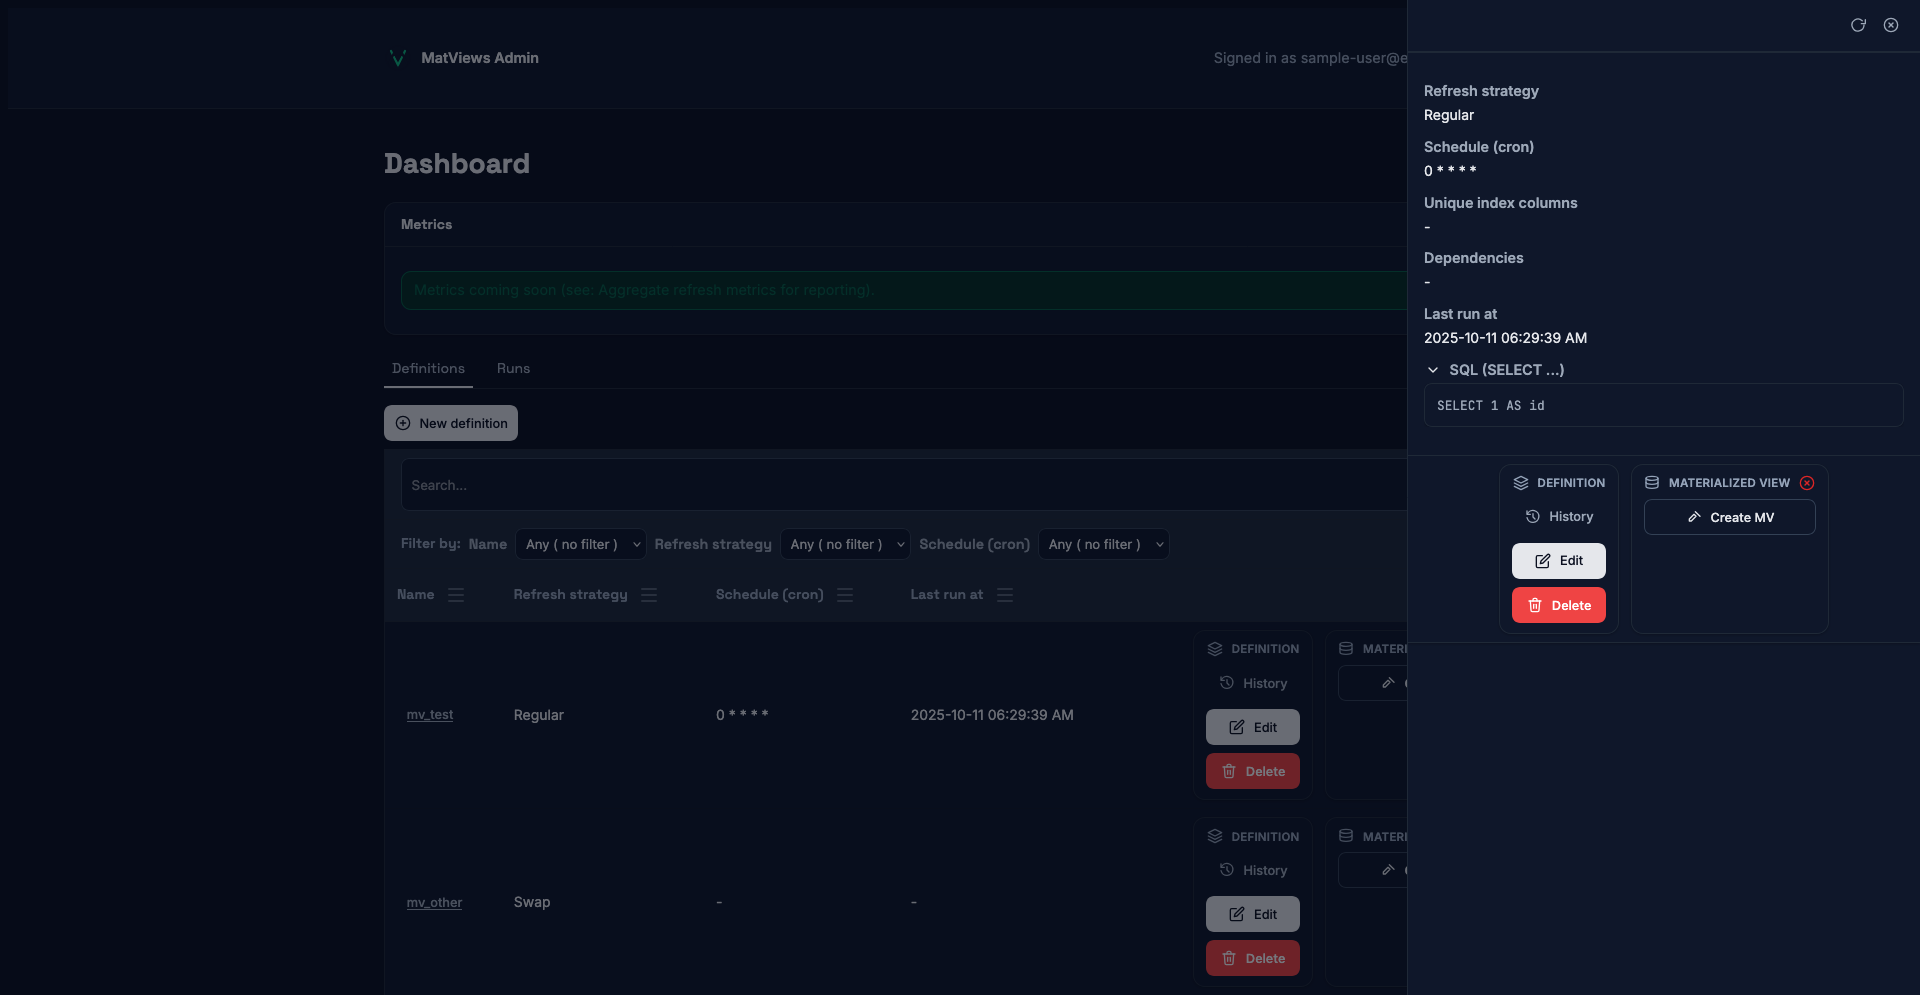 MatViews Admin
Signed in as sample-user@e
Dashboard
Metrics
Metrics coming soon (see: Aggregate refresh metrics for reporting).
Definitions
Runs
New definition
Search...
Filter by: Name Any ( no filter ) Refresh strategy Any ( no filter ) Schedule (cron) Any ( no filter )
Name Refresh strategy Schedule (cron) Last run at
mv_test Regular 0 * * * * 2025-10-11 06:29:39 AM
DEFINITION
History
Edit
Delete
MATERI
mv_other Swap - -
DEFINITION
History
Edit
Delete
MATERI
Refresh strategy
Regular
Schedule (cron)
0 * * * *
Unique index columns
-
Dependencies
-
Last run at
2025-10-11 06:29:39 AM
SQL (SELECT ...)
SELECT 1 AS id
DEFINITION
History
Edit
Delete
MATERIALIZED VIEW
Create MV